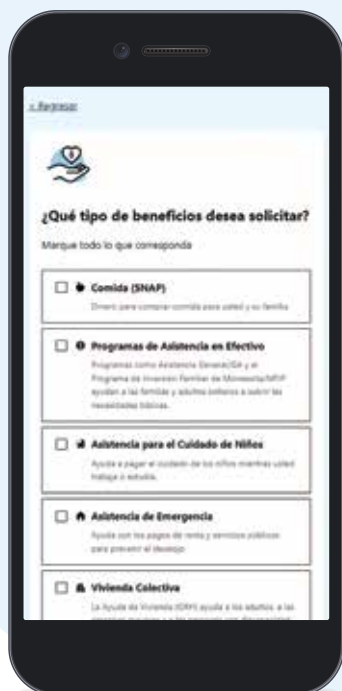 < Regresar
¿Qué tipo de beneficios desea solicitar?
Marque todo lo que corresponda
Comida (SNAP)
Dinero para comprar comida para usted y su familia
Programas de Asistencia en Efectivo
Programas como Asistencia General/GA y el
Programa de Inversión Familiar de Minnesota/MFIP
ayudan a las familias y adultos solteros a cubrir las
necesidades básicas.
Asistencia para el Cuidado de Niños
Ayuda a pagar el cuidado de los niños mientras usted
trabaja o estudia.
Asistencia de Emergencia
Ayuda con los pagos de renta y servicios públicos
para prevenir el desalojo
Vivienda Colectiva
La Ayuda de Vivienda (GRH) ayuda a los adultos, a las